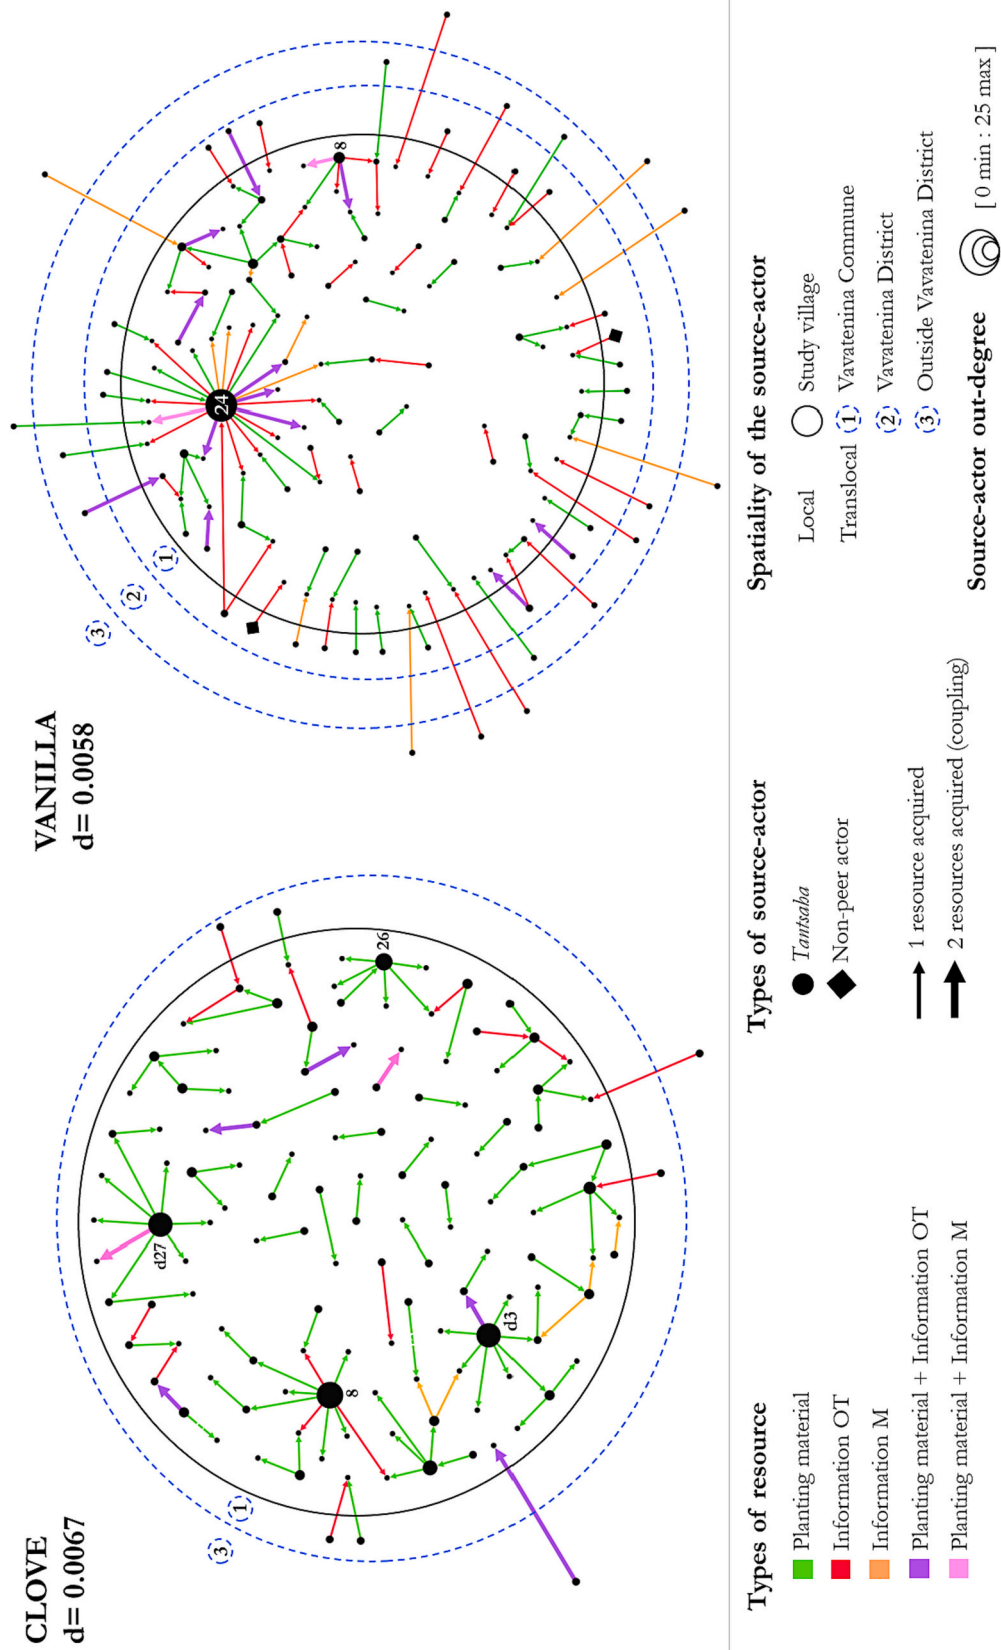 CLOVE
d= 0.0067
3
1
8
d27
d3
26
VANILLA
d= 0.0058
3
2
1
24
8
Types of resource
Planting material
Information OT
Information M
Planting material + Information OT
Planting material + Information M
Types of source-actor
Tantsaha
Non-peer actor
1 resource acquired
2 resources acquired (coupling)
Spatiality of the source-actor
Local Study village
Translocal 1 Vavatenina Commune
2 Vavatenina District
3 Outside Vavatenina District
Source-actor out-degree [ 0 min : 25 max ]